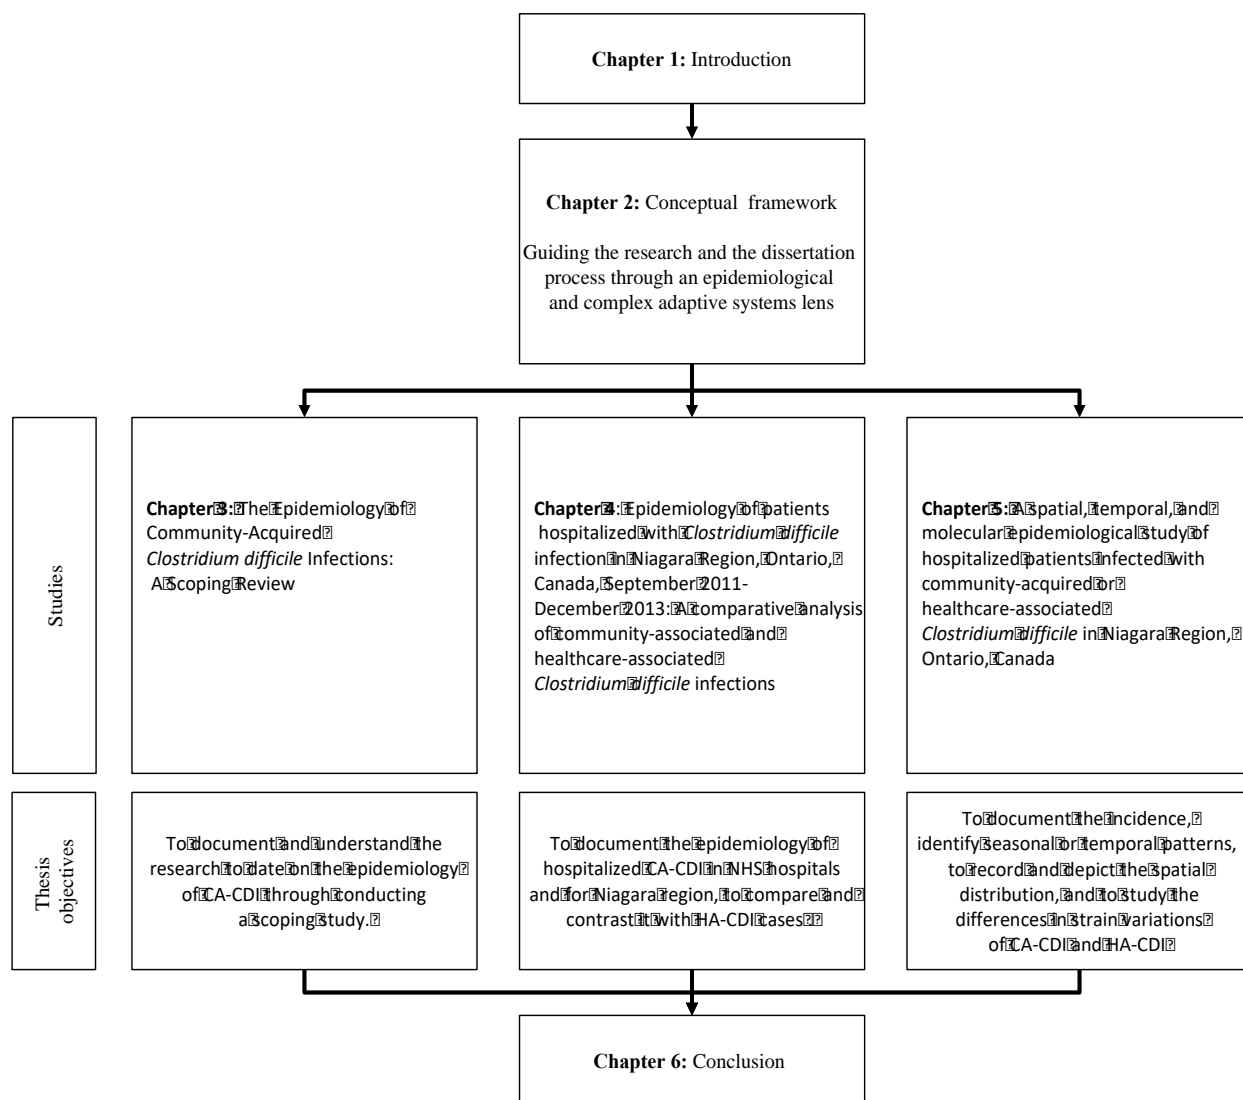 Chapter 1: Introduction
Chapter 2: Conceptual framework
Guiding the research and the dissertation
process through an epidemiological
and complex adaptive systems lens
Studies
Chapter 3: The Epidemiology of
Community-Acquired
Clostridium difficile Infections:
A Scoping Review
Chapter 4: Epidemiology of patients
hospitalized with Clostridium difficile
infection in Niagara Region, Ontario,
Canada, September 2011-
December 2013: A comparative analysis
of community-associated and
healthcare-associated
Clostridium difficile infections
Chapter 5: A spatial, temporal, and
molecular epidemiological study of
hospitalized patients infected with
community-acquired or
healthcare-associated
Clostridium difficile in Niagara Region,
Ontario, Canada
Thesis
objectives
To document and understand the
research to date on the epidemiology
of CA-CDI through conducting
a scoping study.
To document the epidemiology of
hospitalized CA-CDI in NHS hospitals
and for Niagara region, to compare and
contrast it with HA-CDI cases
To document the incidence,
identify seasonal or temporal patterns,
to record and depict the spatial
distribution, and to study the
differences in strain variations
of CA-CDI and HA-CDI
Chapter 6: Conclusion